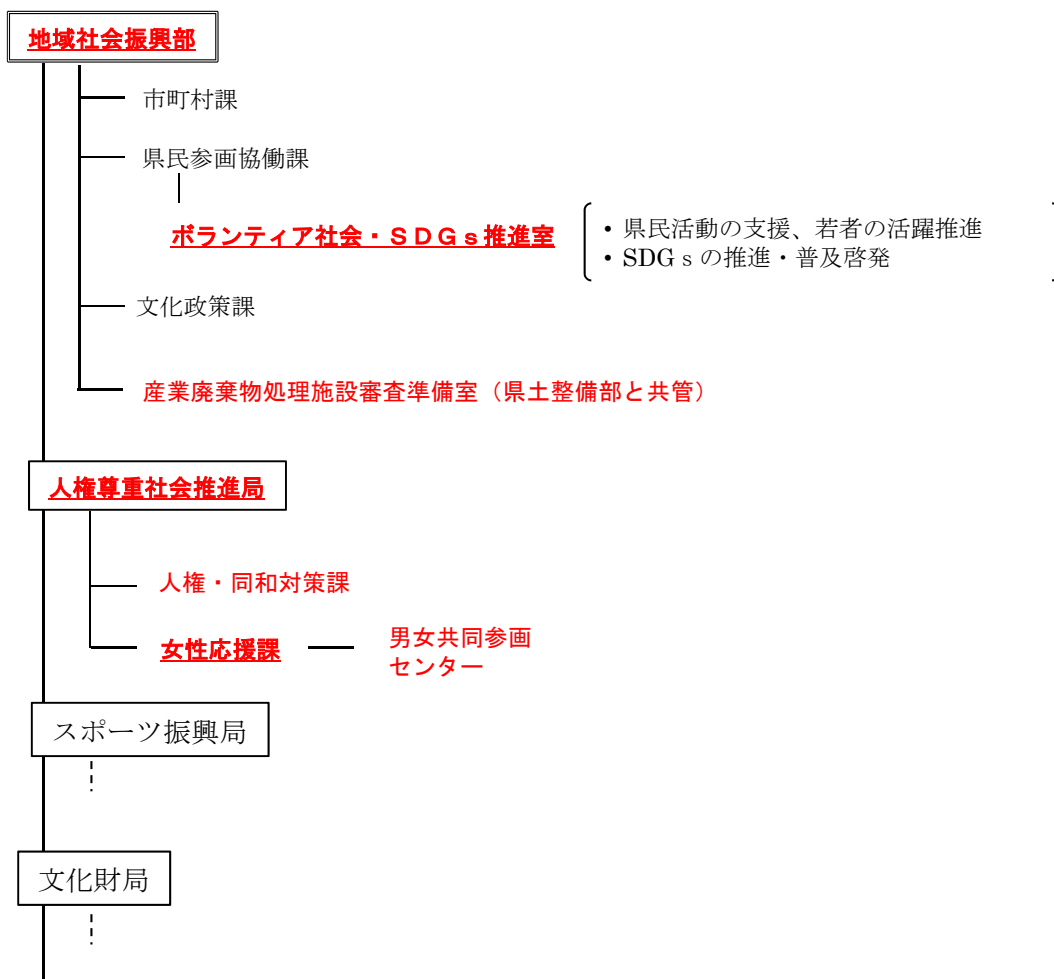 地域社会振興部
市町村課
県民参画協働課
ボランティア社会・ＳＤＧｓ推進室
・県民活動の支援、若者の活躍推進
・SDGｓの推進・普及啓発
文化政策課
産業廃棄物処理施設審査準備室（県土整備部と共管）
人権尊重社会推進局
人権・同和対策課
女性応援課
男女共同参画
センター
スポーツ振興局
文化財局